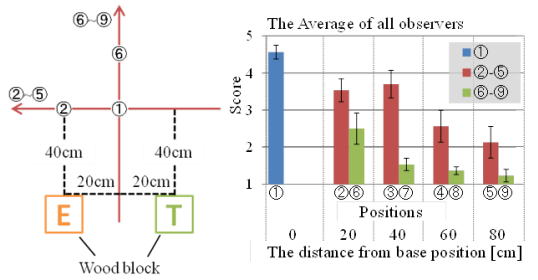 ⑥~⑨
⑥
②~⑤
② ①
40cm 40cm
20cm 20cm
E T
Wood block
The Average of all observers
Score
5
4
3
2
1
①
②-⑤
⑥-⑨
① ②⑥ ③⑦ ④⑧ ⑤⑨
Positions
0 20 40 60 80
The distance from base position [cm]